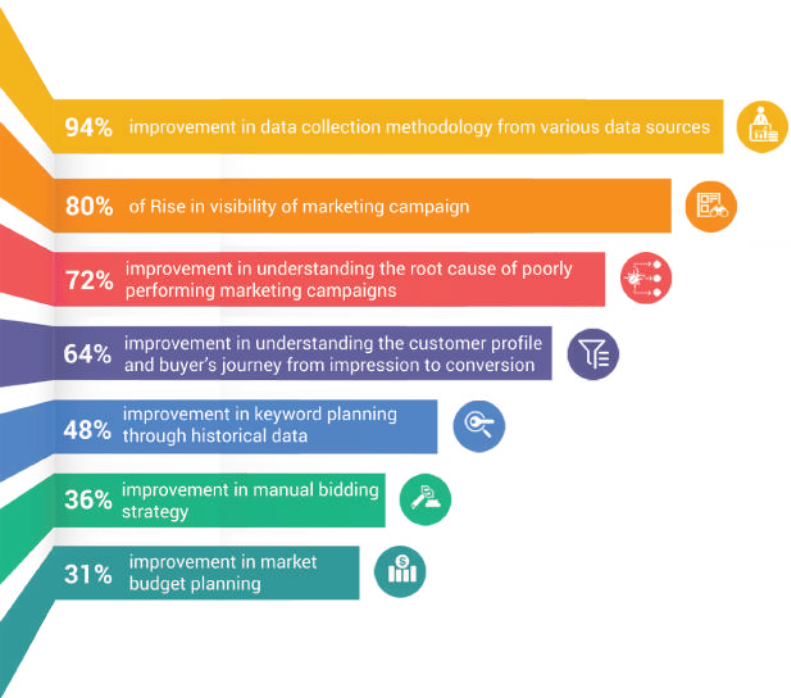 94% improvement in data collection methodology from various data sources
80% of Rise in visibility of marketing campaign
72% improvement in understanding the root cause of poorly
performing marketing campaigns
64% improvement in understanding the customer profile
and buyer's journey from impression to conversion
48% improvement in keyword planning
through historical data
36% improvement in manual bidding
strategy
31% improvement in market
budget planning